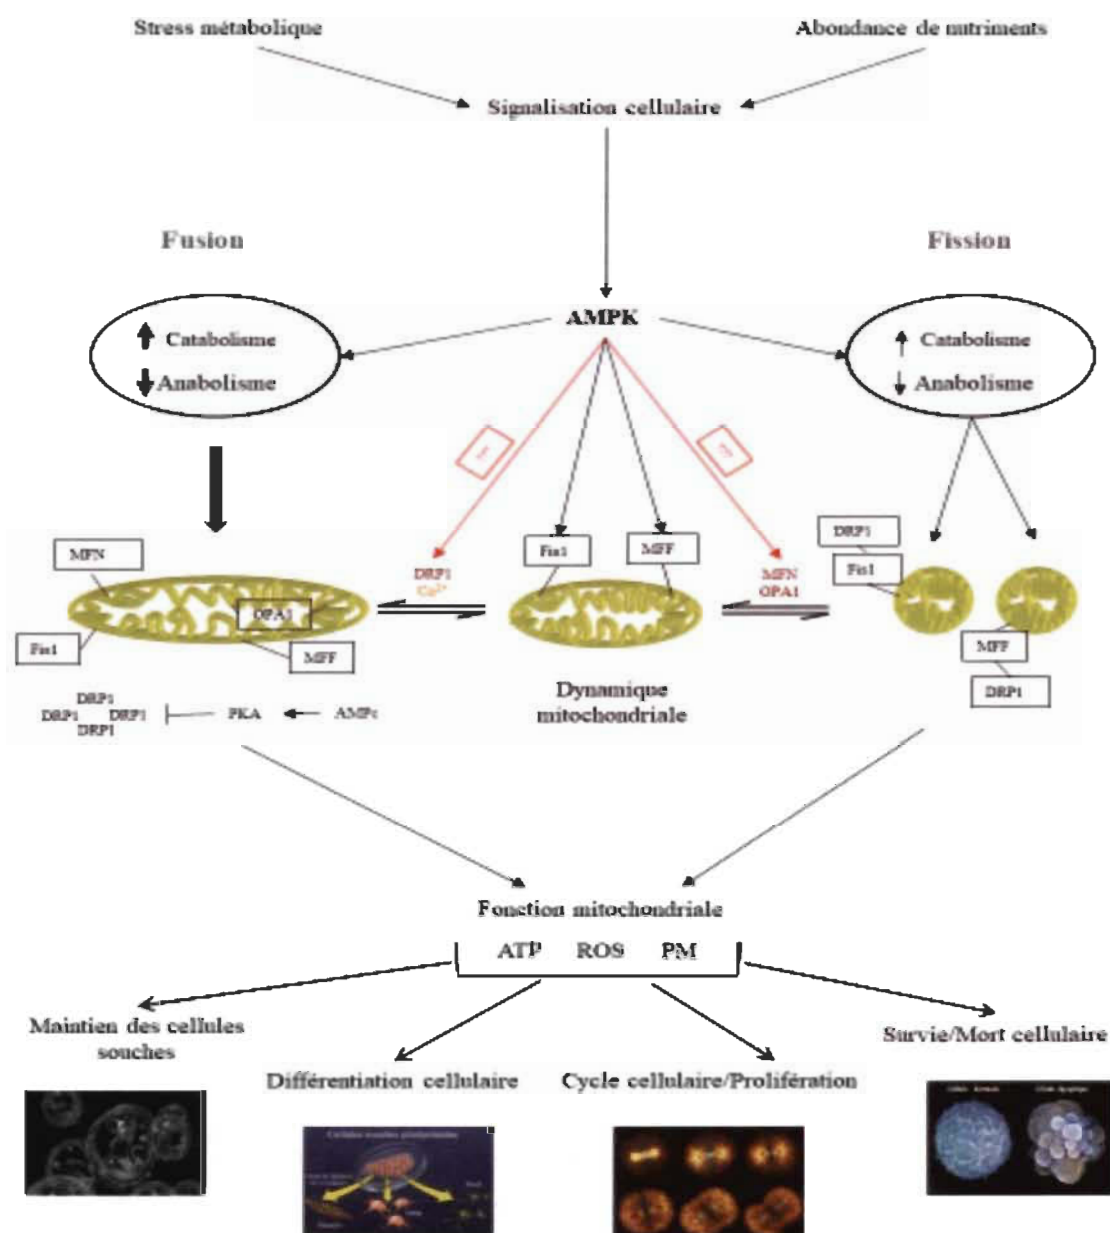 Stress métabolique
Abondance de nutriments
Signalisation cellulaire
Fusion
Fission
AMPK
Catabolisme
Anabolisme
Catabolisme
Anabolisme
???
MFN
OPA1
Fis1
MFF
DRP1
Ca2+
Fis1
MFF
MFN
OPA1
DRP1
Fis1
MFF
DRP1
DRP1
DRP1 DRP1
DRP1
PKA
AMPc
Dynamique
mitochondriale
Fonction mitochondriale
ATP ROS PM
Maintien des cellules
souches
Différentiation cellulaire
Cycle cellulaire/Prolifération
Survie/Mort cellulaire